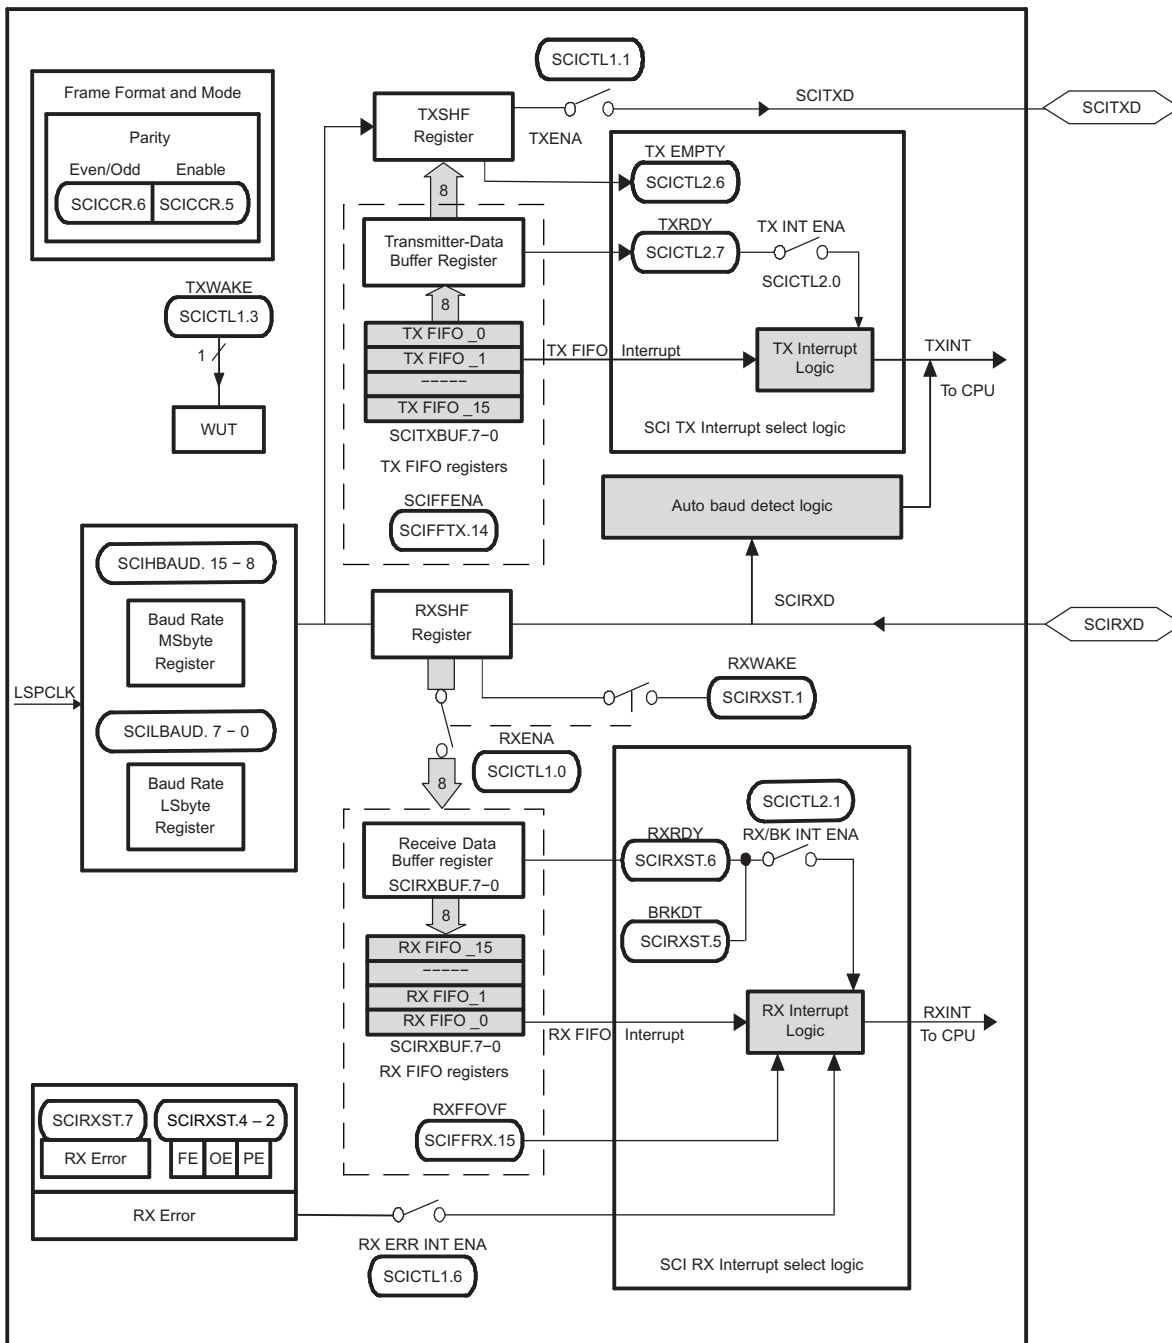 SCICTL1.1
Frame Format and Mode
Parity
Even/Odd Enable
SCICCR.6 SCICCR.5
TXSHF
Register
TXENA
SCITXD
SCITXD
TX EMPTY
SCICTL2.6
8
Transmitter-Data
Buffer Register
TXRDY
SCICTL2.7
TX INT ENA
SCICTL2.0
TXWAKE
SCICTL1.3
1
WUT
8
TX FIFO _0
TX FIFO _1
-----
TX FIFO _15
SCITXBUF.7-0
TX FIFO registers
SCIFFENA
SCIFFTX.14
TX FIFO Interrupt
TX Interrupt
Logic
TXINT
To CPU
SCI TX Interrupt select logic
Auto baud detect logic
LSPCLK
SCIHBAUD. 15 – 8
Baud Rate
MSbyte
Register
SCILBAUD. 7 – 0
Baud Rate
LSbyte
Register
RXSHF
Register
SCIRXD
SCIRXD
RXWAKE
SCIRXST.1
RXENA
SCICTL1.0
8
Receive Data
Buffer register
SCIRXBUF.7-0
8
RX FIFO _15
-----
RX FIFO_1
RX FIFO _0
SCIRXBUF.7-0
RX FIFO registers
RXFFOVF
SCIFFRX.15
SCICTL2.1
RXRDY
SCIRXST.6
RX/BK INT ENA
BRKDT
SCIRXST.5
RX FIFO Interrupt
RX Interrupt
Logic
RXINT
To CPU
SCI RX Interrupt select logic
SCIRXST.7 SCIRXST.4 – 2
RX Error FE OE PE
RX Error
RX ERR INT ENA
SCICTL1.6